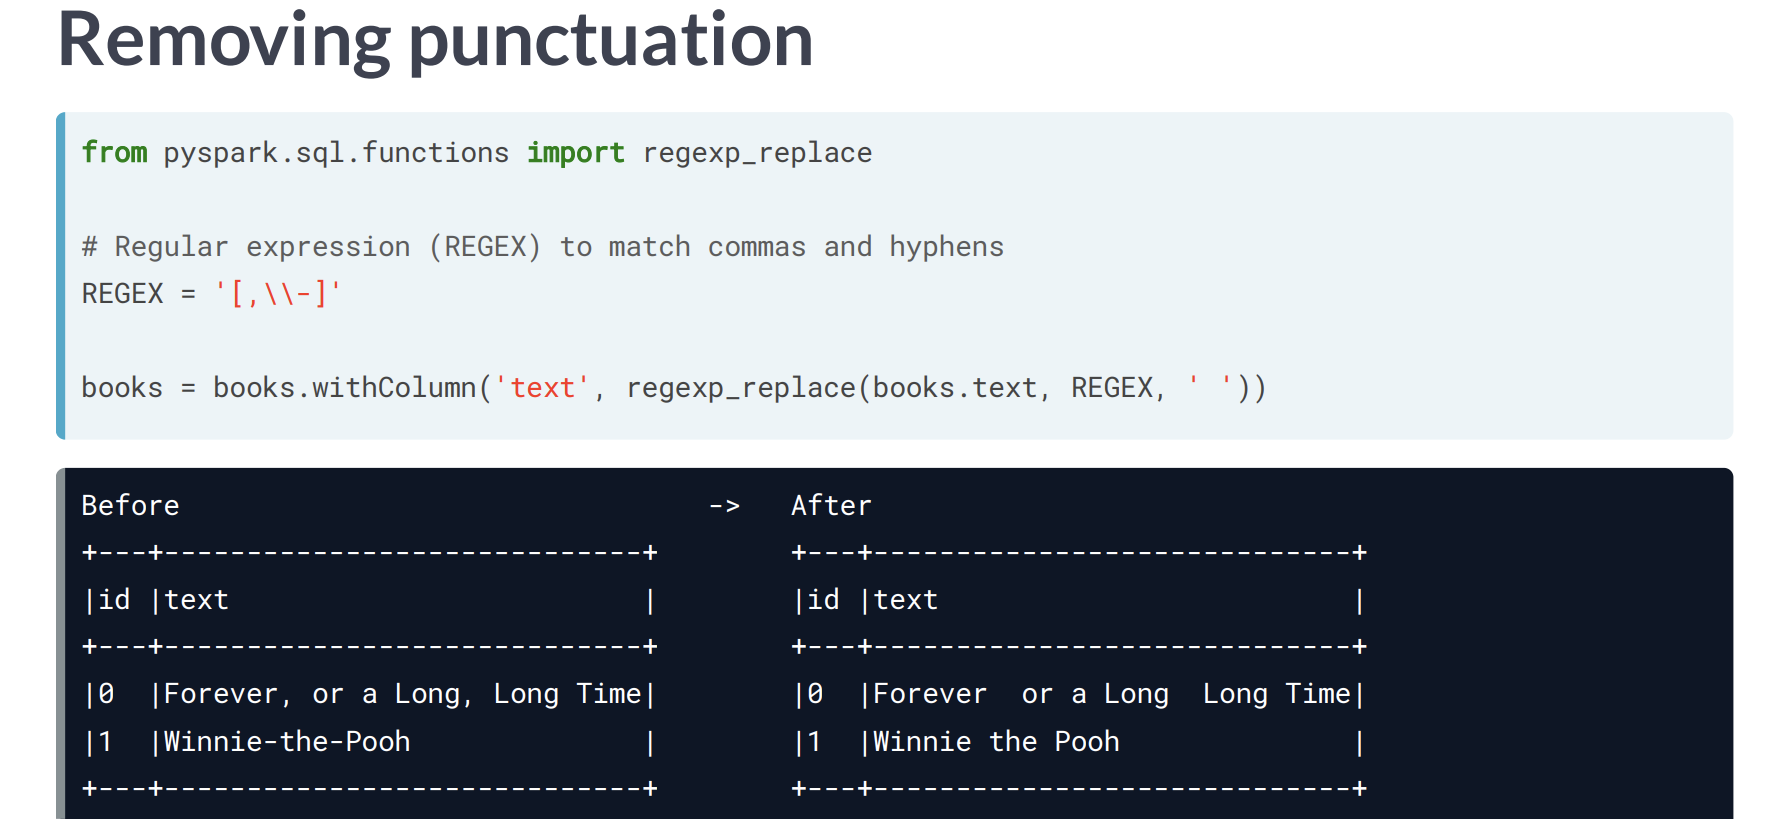 Removing punctuation
from pyspark.sql.functions import regexp_replace
# Regular expression (REGEX) to match commas and hyphens
REGEX = '[,\\-]'
books = books.withColumn('text', regexp_replace(books.text, REGEX, ' '))
Before                                ->   After
+---+-----------------------------+        +---+-----------------------------+
|id |text                         |        |id |text                         |
+---+-----------------------------+        +---+-----------------------------+
|0  |Forever, or a Long, Long Time|        |0  |Forever  or a Long  Long Time|
|1  |Winnie-the-Pooh              |        |1  |Winnie the Pooh              |
+---+-----------------------------+        +---+-----------------------------+